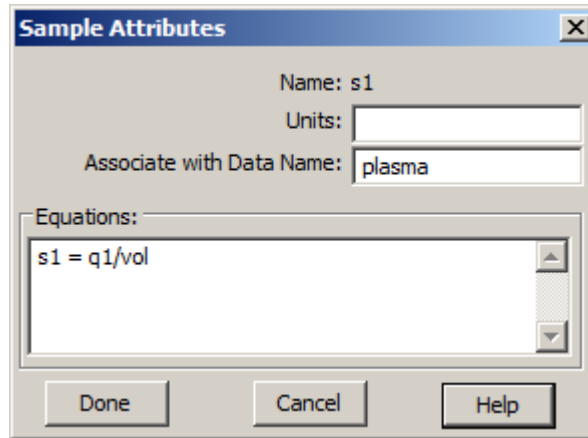 Sample Attributes
Name: s1
Units:
Associate with Data Name: plasma
Equations:
s1 = q1/vol
Done Cancel Help